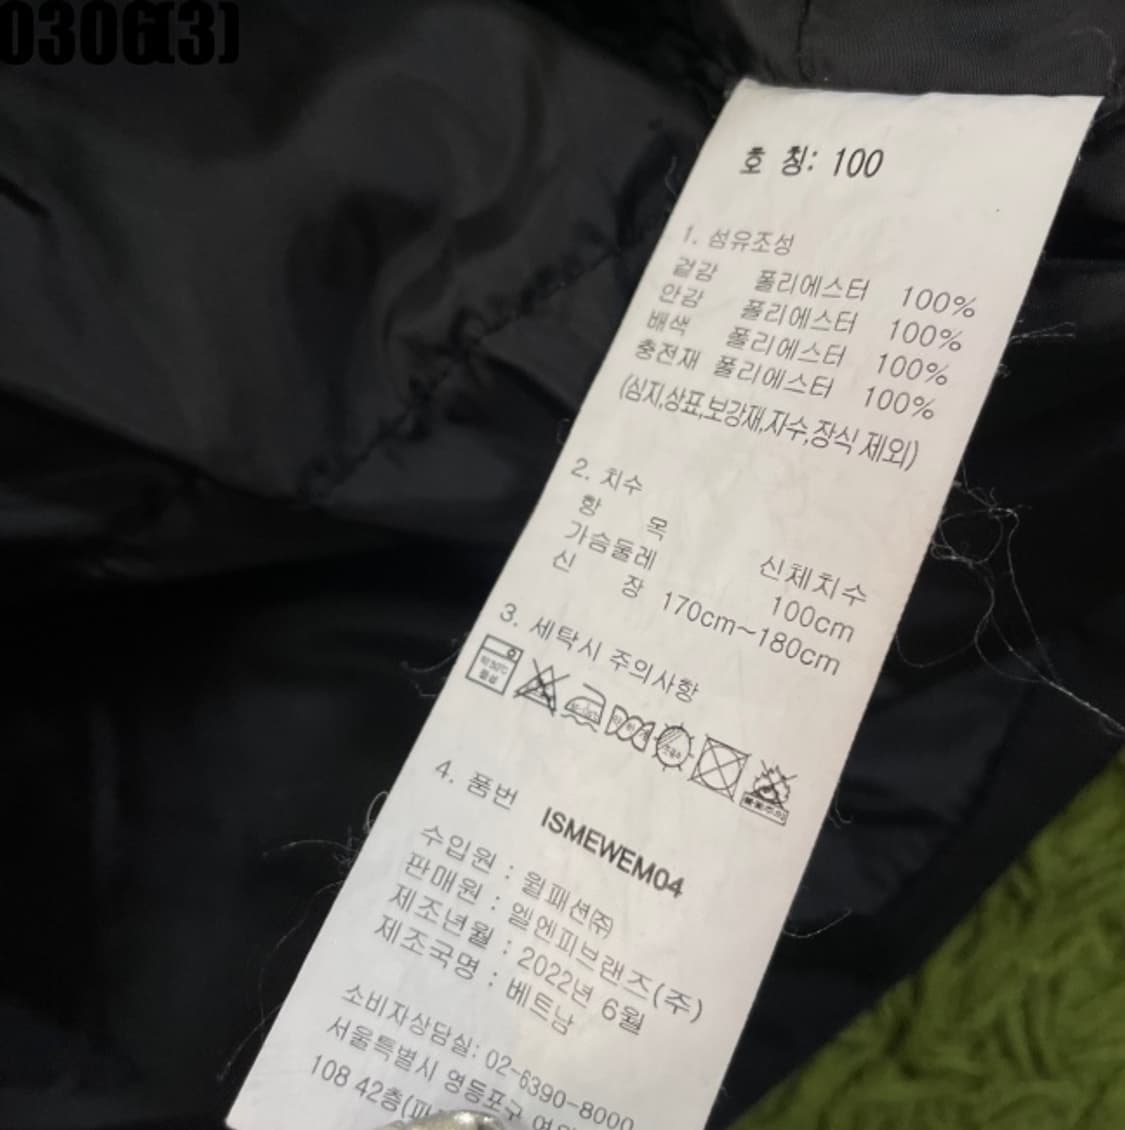 0306(3)
호 칭: 100
1. 섬유조성
겉감 폴리에스터 100%
안감 폴리에스터 100%
배색 폴리에스터 100%
충전재 폴리에스터 100%
(심지,상표,보강재,자수,장식 제외)
2. 치수
항 목 신체치수
가슴둘레 100cm
신 장 170cm~180cm
3. 세탁시 주의사항
4. 품번 ISMEWEM04
수입원 : 월패션㈜
판매원 : 엘엔피브랜즈(주)
제조년월 : 2022년 6월
제조국명 : 베트남
소비자상담실: 02-6390-8000
서울특별시 영등포구
108 42층(파